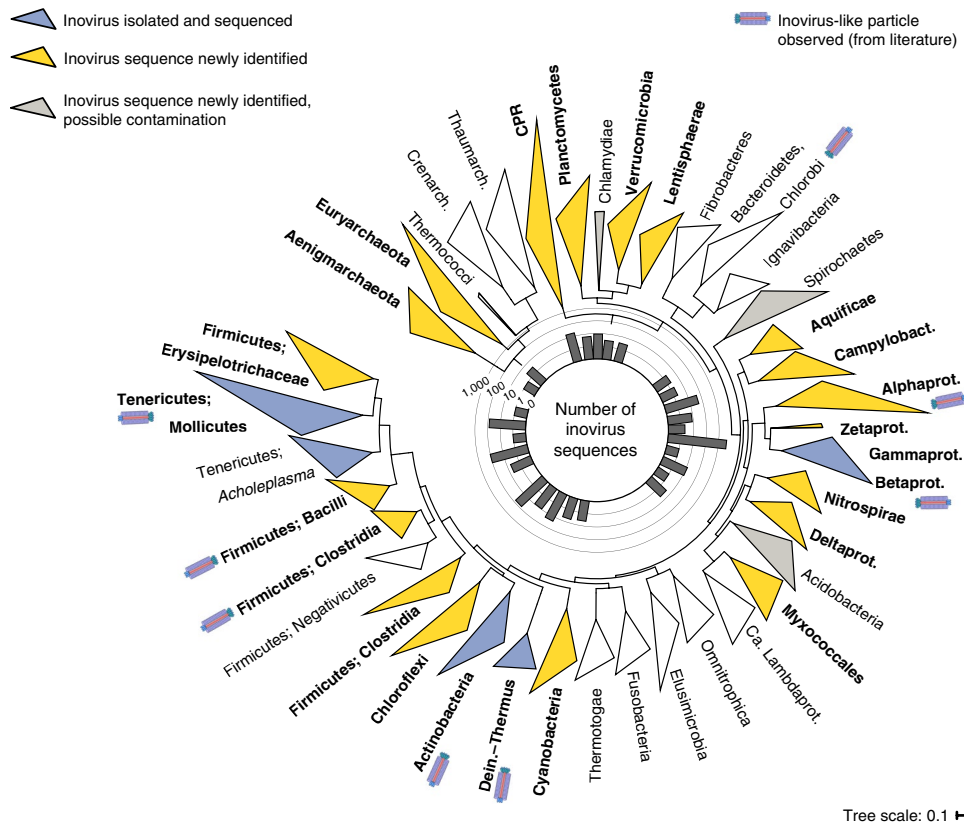 Inovirus isolated and sequenced
Inovirus sequence newly identified
Inovirus sequence newly identified,
possible contamination
Inovirus-like particle
observed (from literature)
Aenigmarchaeota
Euryarchaeota
Thermococci
Crenarch.
Thaumarch.
CPR
Planctomycetes
Chlamydiae
Verrucomicrobia
Lentisphaerae
Fibrobacteres
Bacteroidetes,
Chlorobi
Ignavibacteria
Spirochaetes
Aquificae
Campylobact.
Alphaprot.
Zetaprot.
Gammaprot.
Betaprot.
Nitrospirae
Deltaprot.
Acidobacteria
Myxococcales
Ca. Lambdaprot.
Omnitrophica
Elusimicrobia
Fusobacteria
Thermotogae
Cyanobacteria
Dein.–Thermus
Actinobacteria
Chloroflexi
Firmicutes; Clostridia
Firmicutes; Negativicutes
Firmicutes; Clostridia
Firmicutes; Bacilli
Tenericutes;
Acholeplasma
Tenericutes;
Mollicutes
Firmicutes;
Erysipelotrichaceae
1,000
100
10
1
0
Number of
inovirus
sequences
Tree scale: 0.1